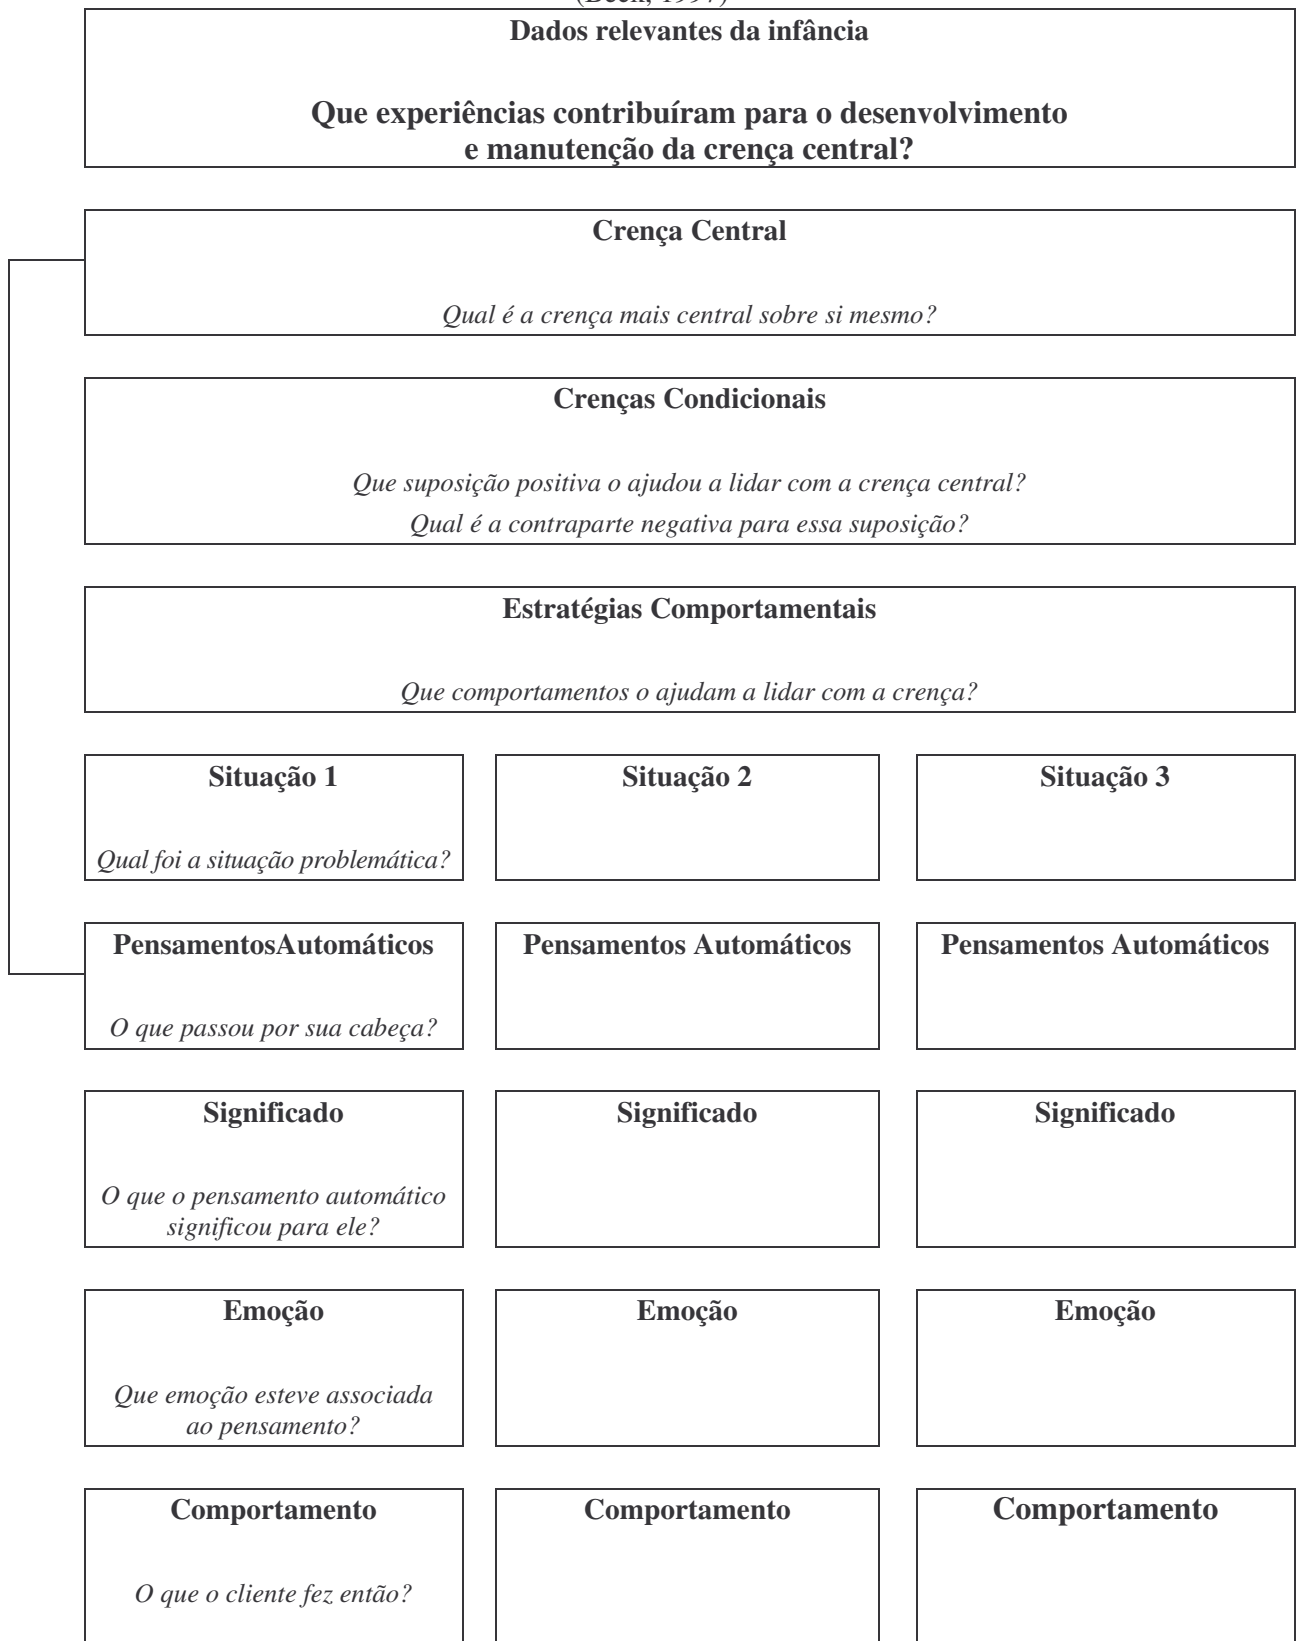 (Beck, 1997)
Dados relevantes da infância
Que experiências contribuíram para o desenvolvimento
e manutenção da crença central?
Crença Central
Qual é a crença mais central sobre si mesmo?
Crenças Condicionais
Que suposição positiva o ajudou a lidar com a crença central?
Qual é a contraparte negativa para essa suposição?
Estratégias Comportamentais
Que comportamentos o ajudam a lidar com a crença?
Situação 1
Qual foi a situação problemática?
Situação 2
Situação 3
PensamentosAutomáticos
O que passou por sua cabeça?
Pensamentos Automáticos
Pensamentos Automáticos
Significado
O que o pensamento automático
significou para ele?
Significado
Significado
Emoção
Que emoção esteve associada
ao pensamento?
Emoção
Emoção
Comportamento
O que o cliente fez então?
Comportamento
Comportamento